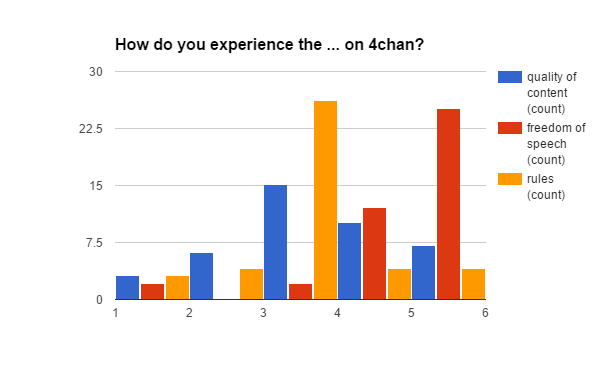 How do you experience the ... on 4chan?
30
22.5
15
7.5
0
1 2 3 4 5 6
quality of
content
(count)
freedom of
speech
(count)
rules
(count)